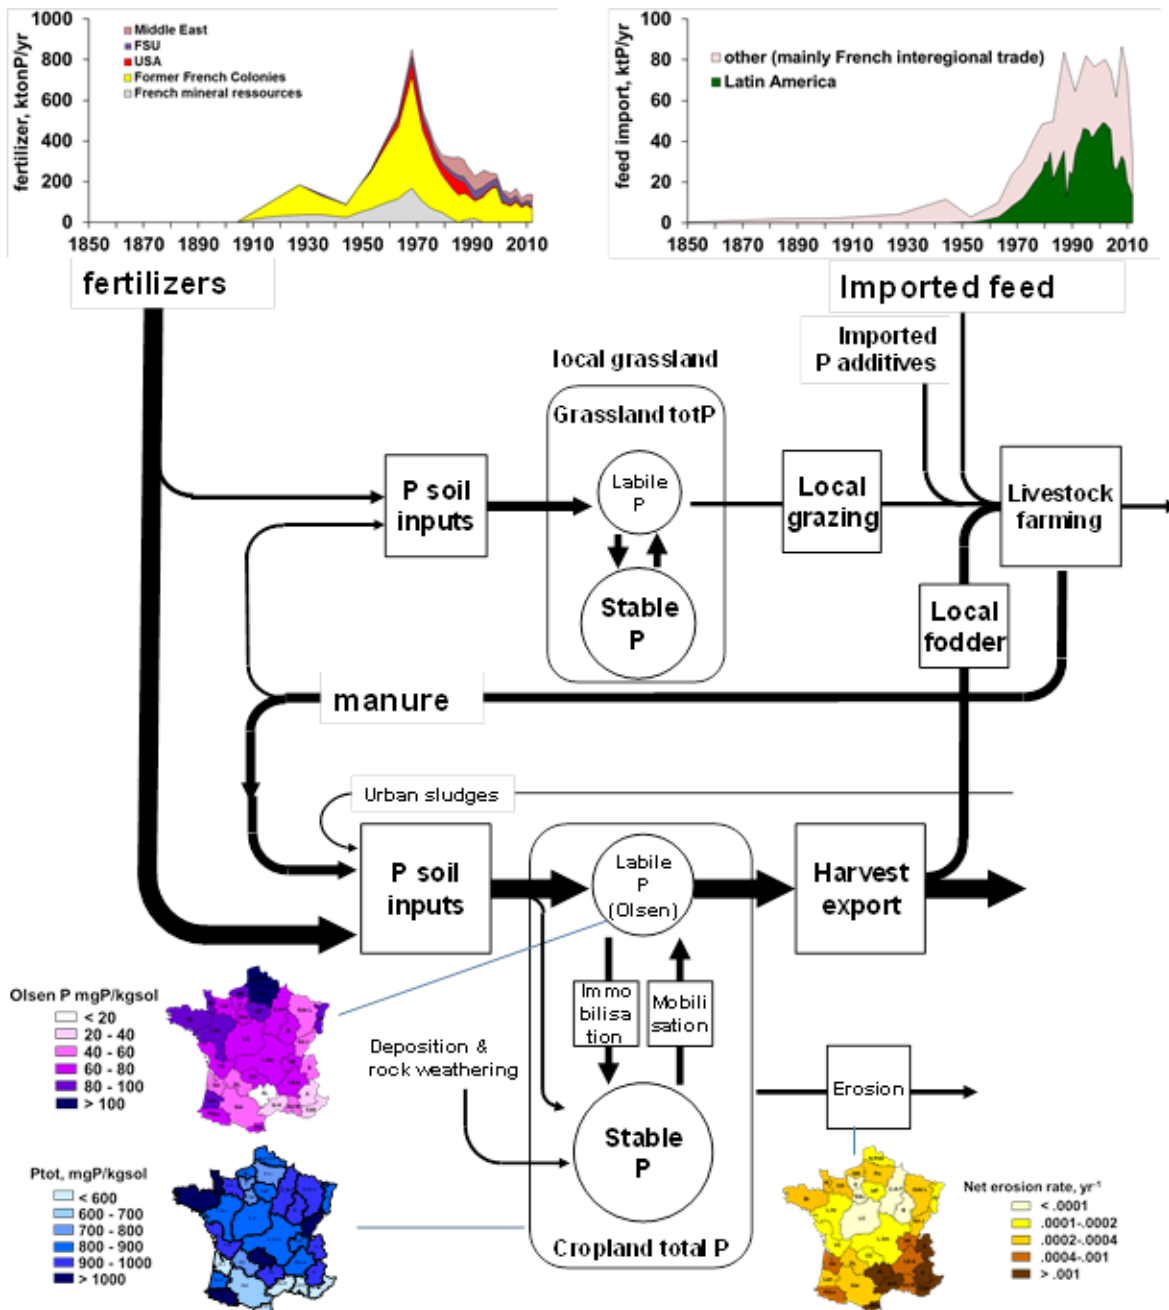 fertilizer, ktonP/yr
1000
800
600
400
200
0
Middle East
FSU
USA
Former French Colonies
French mineral ressources
1850 1870 1890 1910 1930 1950 1970 1990 2010
feed import, ktP/yr
100
80
60
40
20
0
other (mainly French interegional trade)
Latin America
1850 1870 1890 1910 1930 1950 1970 1990 2010
fertilizers
Imported feed
Imported
P additives
local grassland
Grassland totP
P soil
inputs
Labile
P
Stable
P
Local
grazing
Livestock
farming
Local
fodder
manure
Urban sludges
P soil
inputs
Labile
P
(Olsen)
Harvest
export
Immo
bilisa
tion
Mobili
sation
Deposition &
rock weathering
Stable
P
Erosion
Cropland total P
Olsen P mgP/kgsol
< 20
20 - 40
40 - 60
60 - 80
80 - 100
> 100
Ptot, mgP/kgsol
< 600
600 - 700
700 - 800
800 - 900
900 - 1000
> 1000
Net erosion rate, yr⁻¹
< .0001
.0001-.0002
.0002-.0004
.0004-.001
> .001